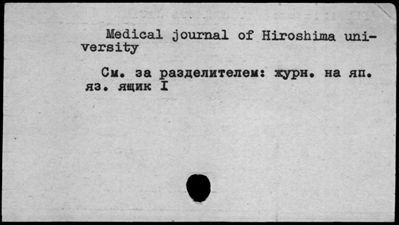 Medical journal of Hiroshima uni-
versity
См. за разделителем: журн. на яп.
яз. ящик I